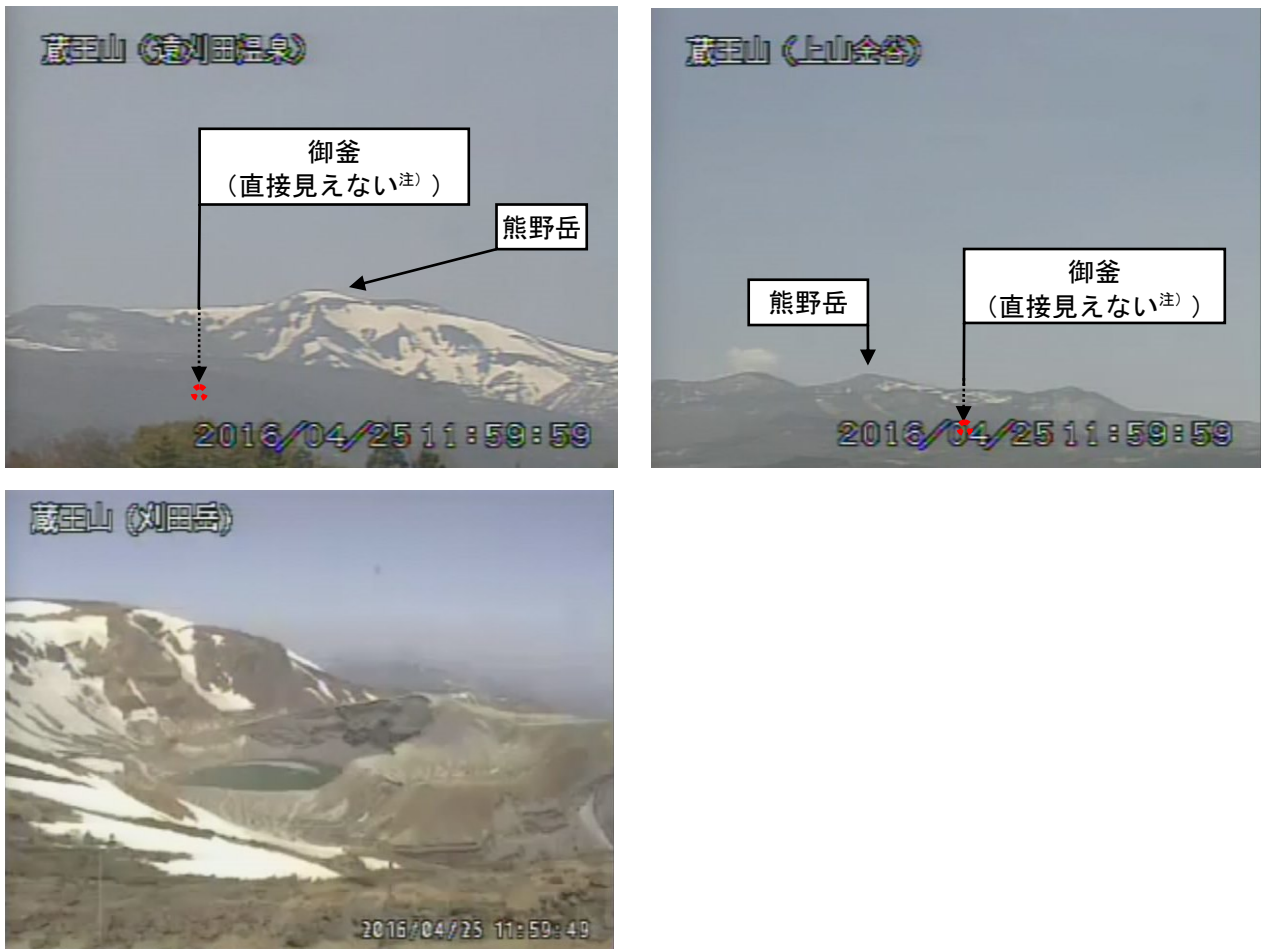 蔵王山（遠刈田温泉）
御釜
（直接見えない注））
熊野岳
2016/04/25 11:59:59
蔵王山（上山金谷）
御釜
（直接見えない注））
熊野岳
2016/04/25 11:59:59
蔵王山（刈田岳）
2016/04/25 11:59:49